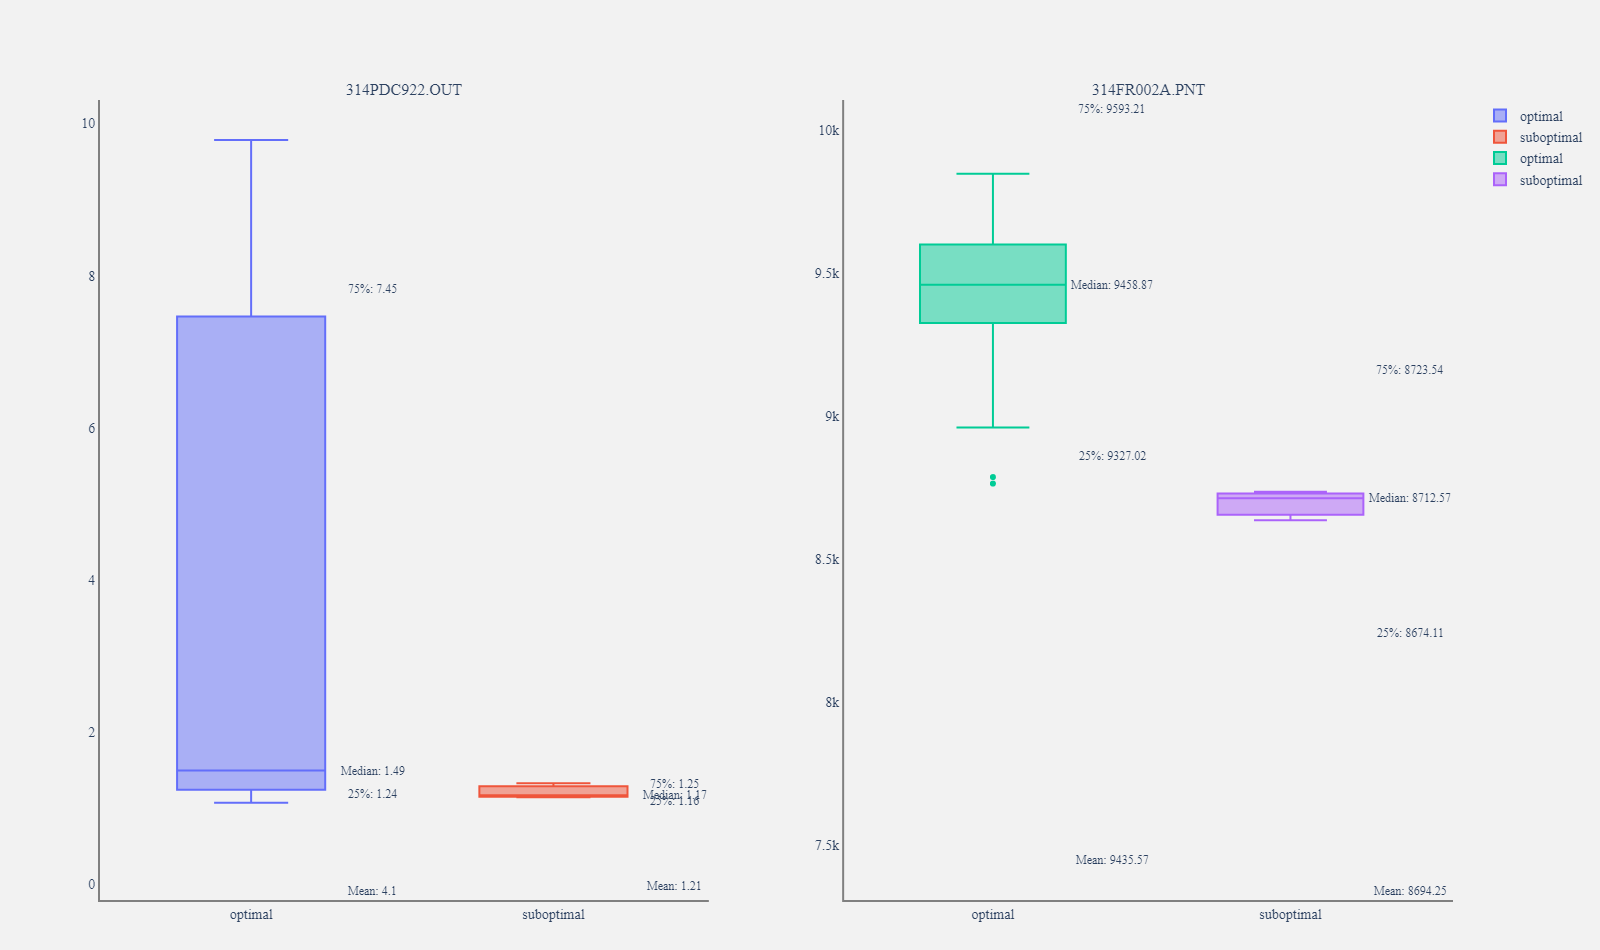 314PDC922.OUT
10
8
6
4
2
0
75%: 7.45
Median: 1.49
25%: 1.24
Mean: 4.1
75%: 1.25
Median: 1.17
25%: 1.16
Mean: 1.21
optimal
suboptimal
314FR002A.PNT
10k
9.5k
9k
8.5k
8k
7.5k
75%: 9593.21
Median: 9458.87
25%: 9327.02
Mean: 9435.57
75%: 8723.54
Median: 8712.57
25%: 8674.11
Mean: 8694.25
optimal
suboptimal
optimal
suboptimal
optimal
suboptimal